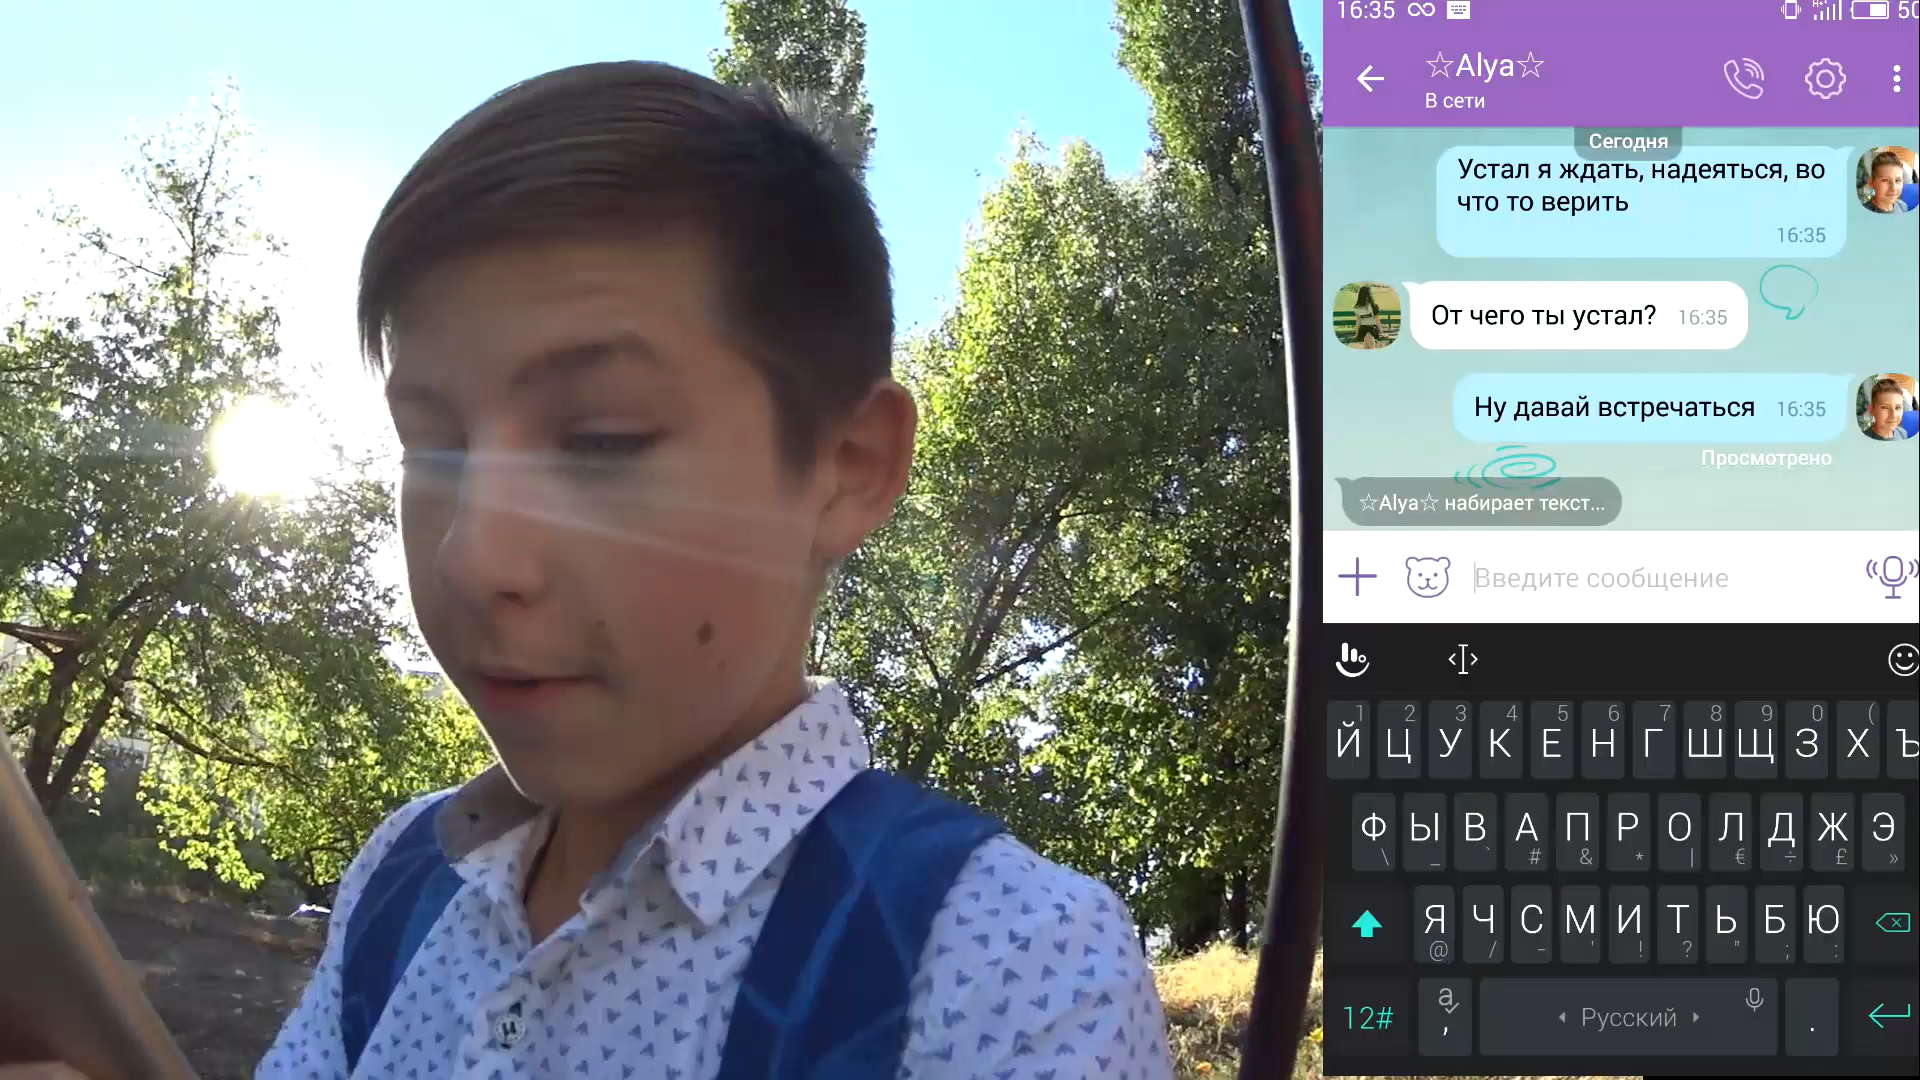 16:35
50
☆Alya☆
В сети
Сегодня
Устал я ждать, надеяться, во
что то верить
16:35
От чего ты устал? 16:35
Ну давай встречаться 16:35
Просмотрено
☆Alya☆ набирает текст...
Введите сообщение
1 2 3 4 5 6 7 8 9 0 (
Й Ц У К Е Н Г Ш Щ З Х Ъ
Ф Ы В А П Р О Л Д Ж Э
\ _ ` # & * | € ÷ £ »
Я Ч С М И Т Ь Б Ю
@ / - ' ! ? " ; :
12# а , Русский .